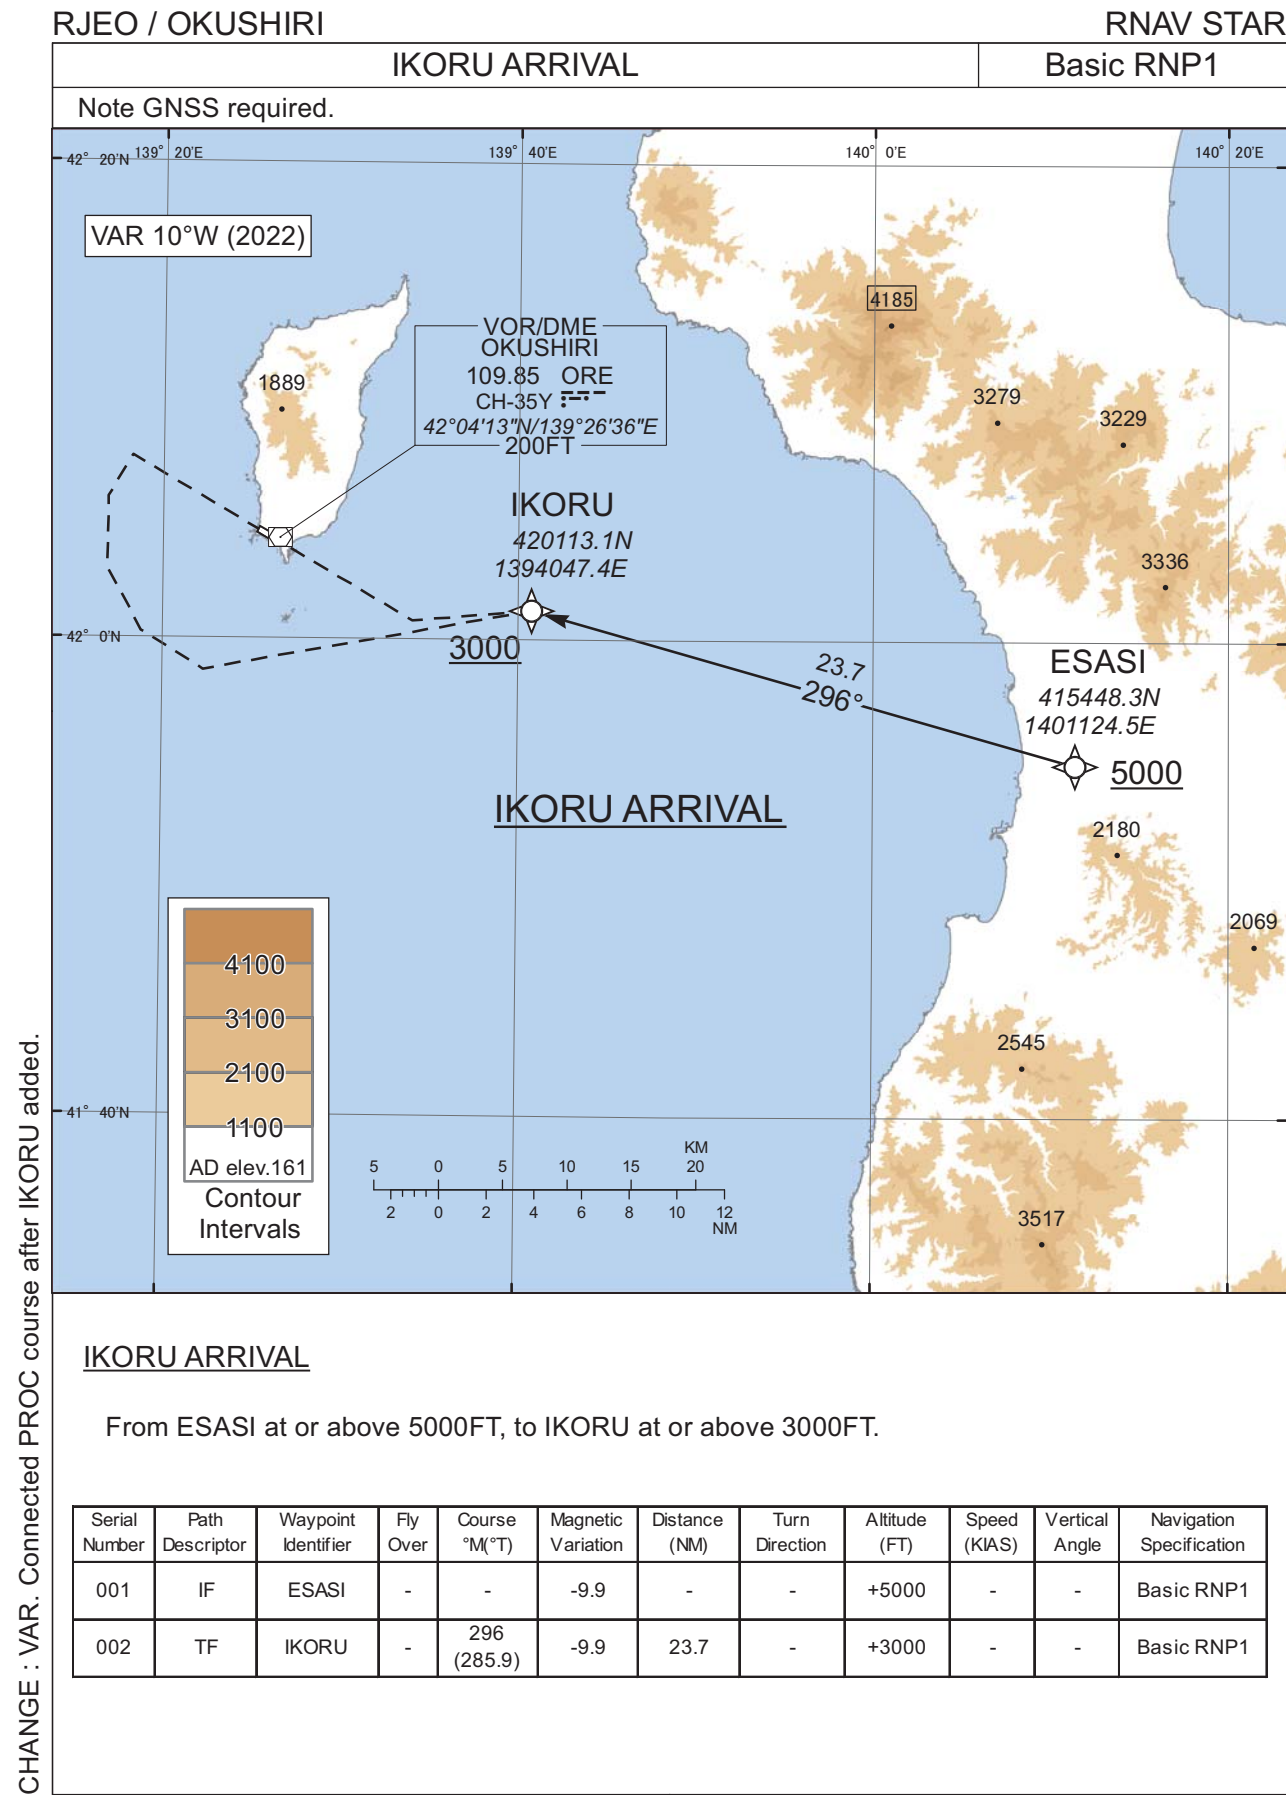 RJEO / OKUSHIRI
RNAV STAR
IKORU ARRIVAL
Basic RNP1
Note GNSS required.
42° 20'N
139° 20'E
139° 40'E
140° 0'E
140° 20'E
VAR 10°W (2022)
4185
VOR/DME
OKUSHIRI
109.85 ORE
CH-35Y
42°04'13"N/139°26'36"E
200FT
1889
3279
3229
IKORU
420113.1N
1394047.4E
3336
42° 0'N
3000
23.7
296°
ESASI
415448.3N
1401124.5E
5000
IKORU ARRIVAL
2180
2069
4100
3100
2100
1100
AD elev.161
Contour
Intervals
2545
41° 40'N
KM
5 0 5 10 15 20
2 0 2 4 6 8 10 12
NM
3517
IKORU ARRIVAL
From ESASI at or above 5000FT, to IKORU at or above 3000FT.
Serial Number Path Descriptor Waypoint Identifier Fly Over Course °M(°T) Magnetic Variation Distance (NM) Turn Direction Altitude (FT) Speed (KIAS) Vertical Angle Navigation Specification
001 IF ESASI - - -9.9 - - +5000 - - Basic RNP1
002 TF IKORU - 296 (285.9) -9.9 23.7 - +3000 - - Basic RNP1
CHANGE : VAR. Connected PROC course after IKORU added.